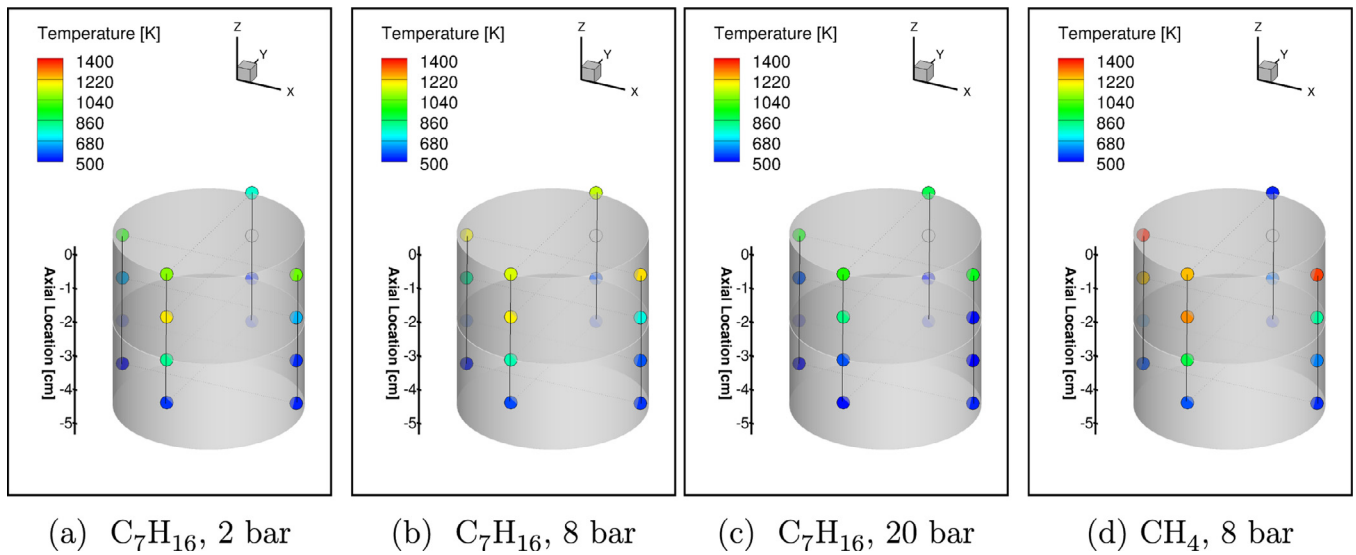 Temperature [K]
1400
1220
1040
860
680
500
Z
Y
X
0
-1
-2
-3
-4
-5
Axial Location [cm]
(a) C₇H₁₆, 2 bar
Temperature [K]
1400
1220
1040
860
680
500
Z
Y
X
0
-1
-2
-3
-4
-5
Axial Location [cm]
(b) C₇H₁₆, 8 bar
Temperature [K]
1400
1220
1040
860
680
500
Z
Y
X
0
-1
-2
-3
-4
-5
Axial Location [cm]
(c) C₇H₁₆, 20 bar
Temperature [K]
1400
1220
1040
860
680
500
Z
Y
X
0
-1
-2
-3
-4
-5
Axial Location [cm]
(d) CH₄, 8 bar